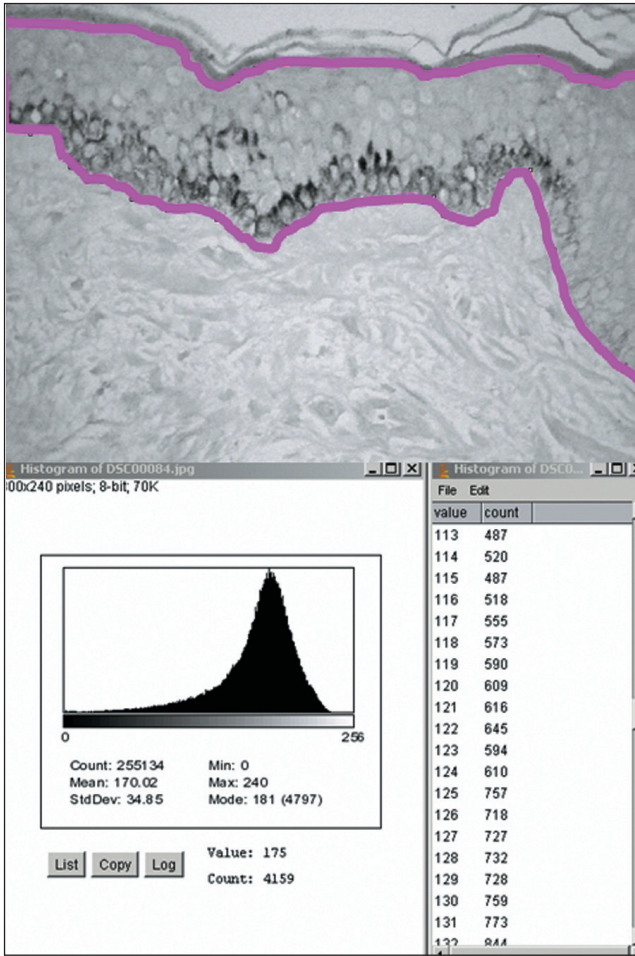 Histogram of DSC00084.jpg
:00x240 pixels; 8-bit; 70K
0
256
Count: 255134
Min: 0
Mean: 170.02
Max: 240
StdDev: 34.85
Mode: 181 (4797)
List
Copy
Log
Value: 175
Count: 4159
Histogram of DSC0...
File Edit
value count
113 487
114 520
115 487
116 518
117 555
118 573
119 590
120 609
121 616
122 645
123 594
124 610
125 757
126 718
127 727
128 732
129 728
130 759
131 773
132 844